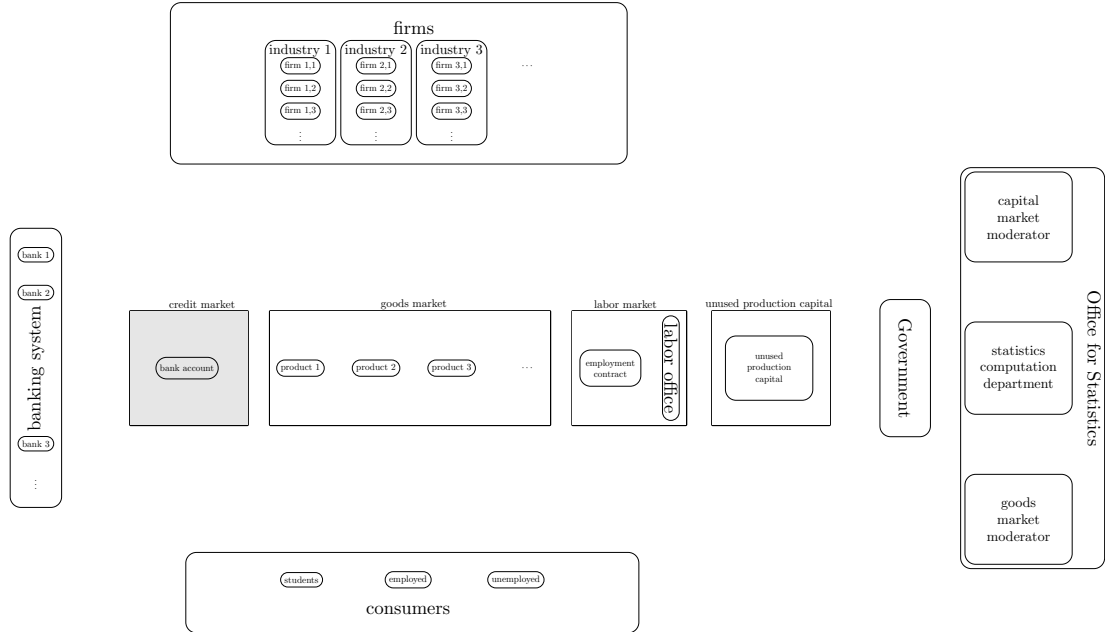 firms
industry 1
firm 1,1
firm 1,2
firm 1,3
⋮
industry 2
firm 2,1
firm 2,2
firm 2,3
⋮
industry 3
firm 3,1
firm 3,2
firm 3,3
⋮
...
bank 1
bank 2
banking system
bank 3
⋮
credit market
bank account
goods market
product 1
product 2
product 3
...
labor market
employment
contract
labor office
unused production capital
unused
production
capital
Government
capital
market
moderator
statistics
computation
department
goods
market
moderator
Office for Statistics
students
employed
unemployed
consumers